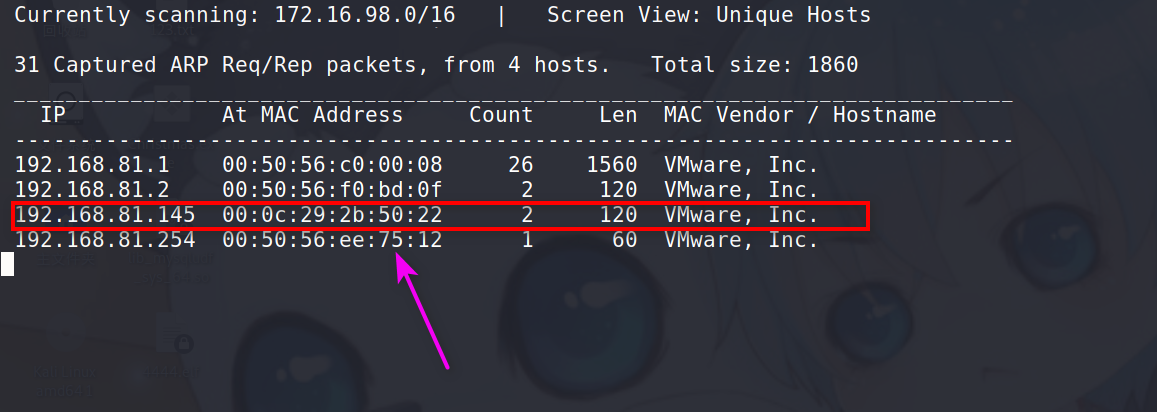 Currently scanning: 172.16.98.0/16   |   Screen View: Unique Hosts
31 Captured ARP Req/Rep packets, from 4 hosts.   Total size: 1860
_____________________________________________________________________________
  IP            At MAC Address     Count     Len  MAC Vendor / Hostname
-----------------------------------------------------------------------------
192.168.81.1    00:50:56:c0:00:08     26    1560  VMware, Inc.
192.168.81.2    00:50:56:f0:bd:0f      2     120  VMware, Inc.
192.168.81.145  00:0c:29:2b:50:22      2     120  VMware, Inc.
192.168.81.254  00:50:56:ee:75:12      1      60  VMware, Inc.